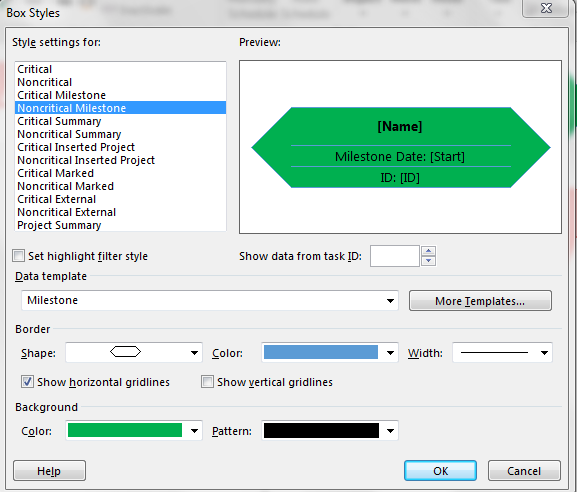 Box Styles
Style settings for:
Preview:
Critical
Noncritical
Critical Milestone
Noncritical Milestone
Critical Summary
Noncritical Summary
Critical Inserted Project
Noncritical Inserted Project
Critical Marked
Noncritical Marked
Critical External
Noncritical External
Project Summary
[Name]
Milestone Date: [Start]
ID: [ID]
Set highlight filter style
Show data from task ID:
Data template
Milestone
More Templates...
Border
Shape:
Color:
Width:
Show horizontal gridlines
Show vertical gridlines
Background
Color:
Pattern:
Help
OK
Cancel